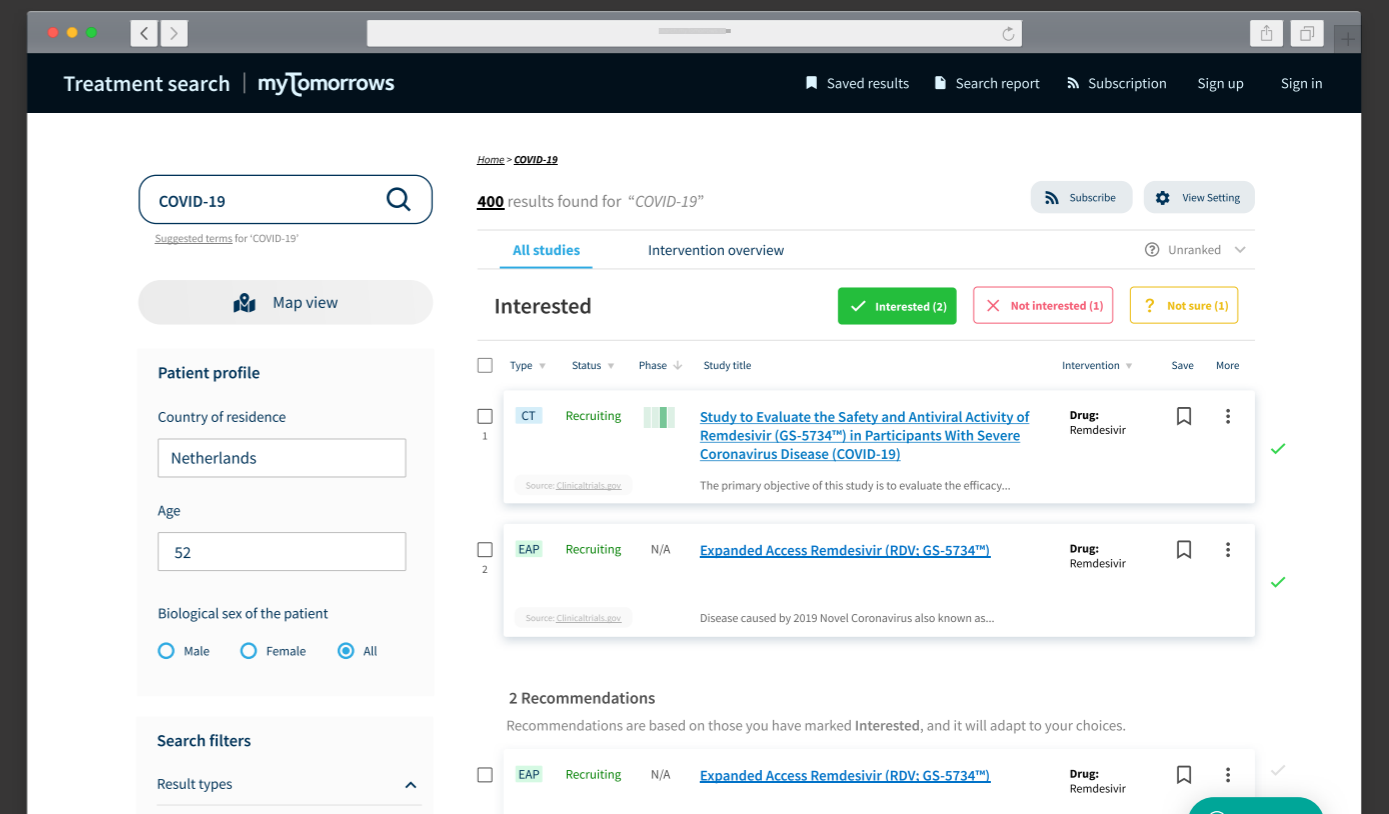 Treatment search | myTomorrows
Saved results
Search report
Subscription
Sign up
Sign in
COVID-19
Suggested terms for 'COVID-19'
Map view
Patient profile
Country of residence
Netherlands
Age
52
Biological sex of the patient
Male
Female
All
Search filters
Result types
Home > COVID-19
400 results found for “COVID-19”
Subscribe
View Setting
All studies
Intervention overview
? Unranked
Interested
Interested (2)
Not interested (1)
? Not sure (1)
Type
Status
Phase
Study title
Intervention
Save
More
1
CT
Recruiting
Study to Evaluate the Safety and Antiviral Activity of
Remdesivir (GS-5734™) in Participants With Severe
Coronavirus Disease (COVID-19)
Drug:
Remdesivir
Source: Clinicaltrials.gov
The primary objective of this study is to evaluate the efficacy...
2
EAP
Recruiting
N/A
Expanded Access Remdesivir (RDV; GS-5734™)
Drug:
Remdesivir
Source: Clinicaltrials.gov
Disease caused by 2019 Novel Coronavirus also known as...
2 Recommendations
Recommendations are based on those you have marked Interested, and it will adapt to your choices.
EAP
Recruiting
N/A
Expanded Access Remdesivir (RDV; GS-5734™)
Drug:
Remdesivir